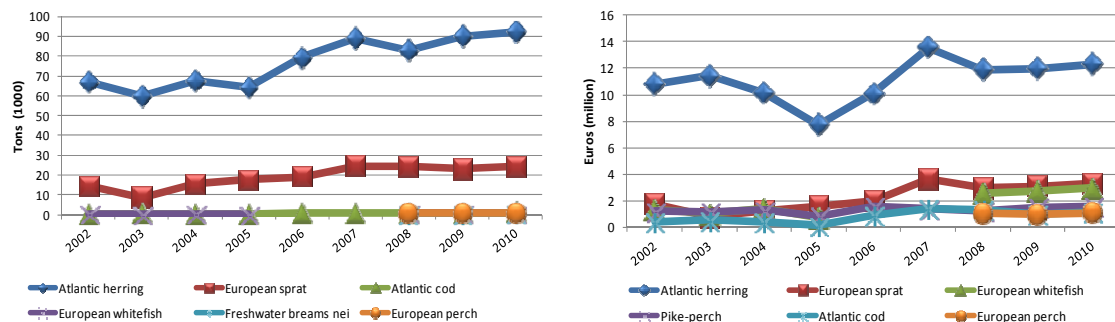 100
90
80
70
60
50
40
30
20
10
0
Tons (1000)
2002 2003 2004 2005 2006 2007 2008 2009 2010
Atlantic herring European sprat Atlantic cod
European whitefish Freshwater breams nei European perch
16
14
12
10
8
6
4
2
0
Euros (million)
2002 2003 2004 2005 2006 2007 2008 2009 2010
Atlantic herring European sprat European whitefish
Pike-perch Atlantic cod European perch